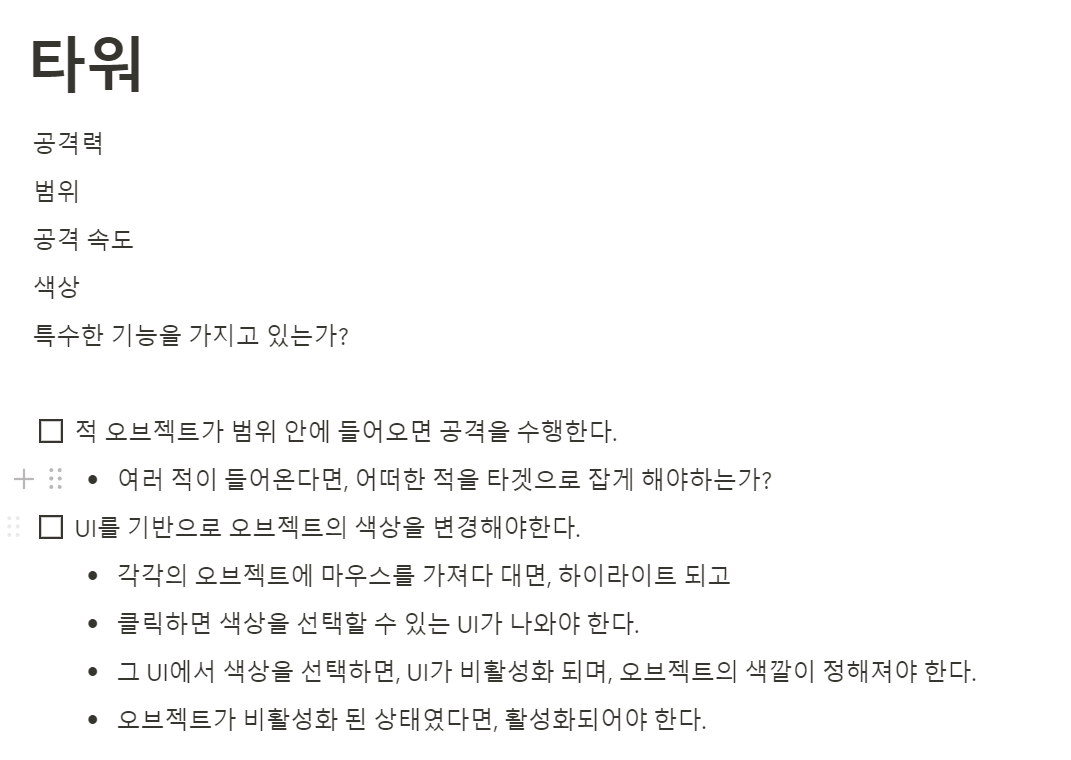 타워
공격력
범위
공격 속도
색상
특수한 기능을 가지고 있는가?
적 오브젝트가 범위 안에 들어오면 공격을 수행한다.
여러 적이 들어온다면, 어떠한 적을 타겟으로 잡게 해야하는가?
UI를 기반으로 오브젝트의 색상을 변경해야한다.
각각의 오브젝트에 마우스를 가져다 대면, 하이라이트 되고
클릭하면 색상을 선택할 수 있는 UI가 나와야 한다.
그 UI에서 색상을 선택하면, UI가 비활성화 되며, 오브젝트의 색깔이 정해져야 한다.
오브젝트가 비활성화 된 상태였다면, 활성화되어야 한다.